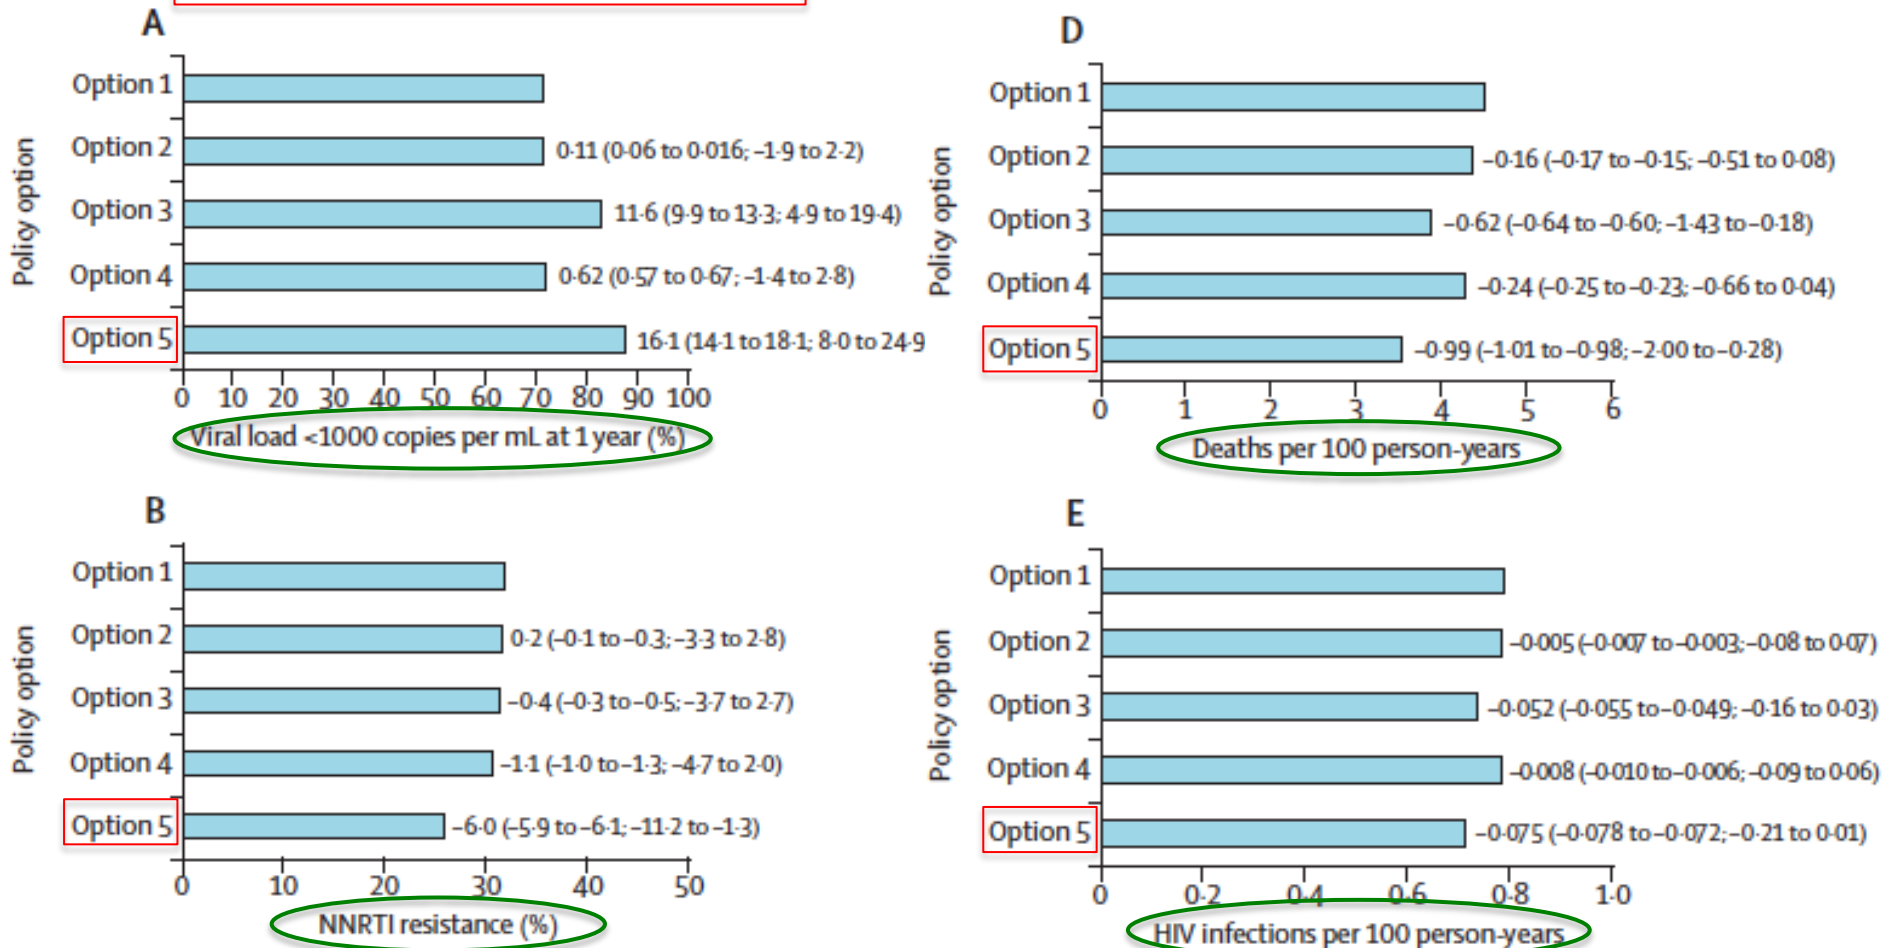 A
Policy option
Option 1
Option 2 0·11 (0·06 to 0·016; –1·9 to 2·2)
Option 3 11·6 (9·9 to 13·3; 4·9 to 19·4)
Option 4 0·62 (0·57 to 0·67; –1·4 to 2·8)
Option 5 16·1 (14·1 to 18·1; 8·0 to 24·9
0 10 20 30 40 50 60 70 80 90 100
Viral load <1000 copies per mL at 1 year (%)
D
Policy option
Option 1
Option 2 –0·16 (–0·17 to –0·15; –0·51 to 0·08)
Option 3 –0·62 (–0·64 to –0·60; –1·43 to –0·18)
Option 4 –0·24 (–0·25 to –0·23; –0·66 to 0·04)
Option 5 –0·99 (–1·01 to –0·98; –2·00 to –0·28)
0 1 2 3 4 5 6
Deaths per 100 person-years
B
Policy option
Option 1
Option 2 0·2 (–0·1 to –0·3; –3·3 to 2·8)
Option 3 –0·4 (–0·3 to –0·5; –3·7 to 2·7)
Option 4 –1·1 (–1·0 to –1·3; –4·7 to 2·0)
Option 5 –6·0 (–5·9 to –6·1; –11·2 to –1·3)
0 10 20 30 40 50
NNRTI resistance (%)
E
Policy option
Option 1
Option 2 –0·005 (–0·007 to –0·003; –0·08 to 0·07)
Option 3 –0·052 (–0·055 to –0·049; –0·16 to 0·03)
Option 4 –0·008 (–0·010 to –0·006; –0·09 to 0·06)
Option 5 –0·075 (–0·078 to –0·072; –0·21 to 0·01)
0 0·2 0·4 0·6 0·8 1·0
HIV infections per 100 person-years